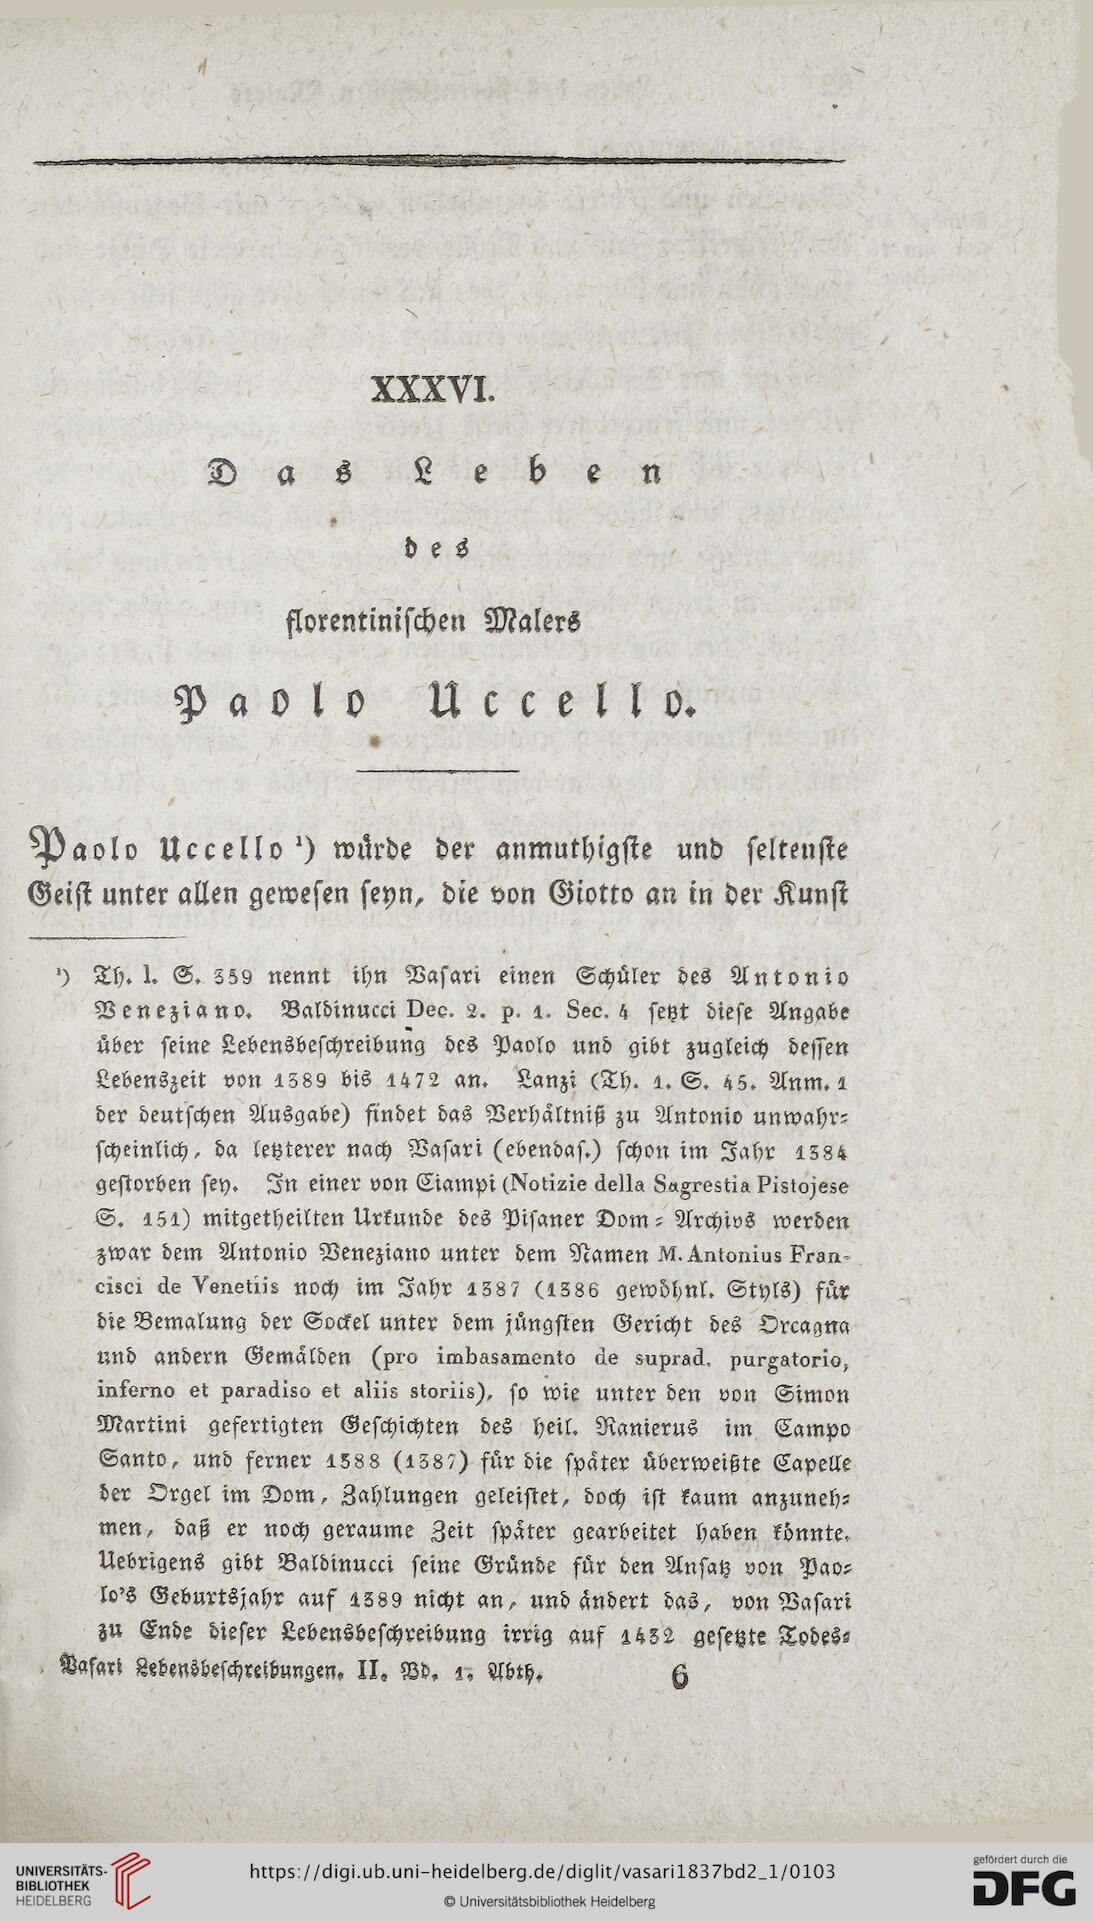 XXXVI.
Das Leben
des
florentinischen Malers
Paolo Uccello.
Paolo Uccello ¹) würde der anmuthigste und seltenste
Geist unter allen gewesen seyn, die von Giotto an in der Kunst
¹) Th. l. S. 359 nennt ihn Vasari einen Schüler des Antonio
Veneziano. Baldinucci Dec. 2. p. 1. Sec. 4 setzt diese Angabe
über seine Lebensbeschreibung des Paolo und gibt zugleich dessen
Lebenszeit von 1389 bis 1472 an. Lanzi (Th. 1. S. 45. Anm. 1
der deutschen Ausgabe) findet das Verhältniß zu Antonio unwahr-
scheinlich, da letzterer nach Vasari (ebendas.) schon im Jahr 1384
gestorben sey. In einer von Ciampi (Notizie della Sagrestia Pistojese
S. 151) mitgetheilten Urkunde des Pisaner Dom-Archivs werden
zwar dem Antonio Veneziano unter dem Namen M. Antonius Fran-
cisci de Venetiis noch im Jahr 1387 (1386 gewöhnl. Styls) für
die Bemalung der Sockel unter dem jüngsten Gericht des Orcagna
und andern Gemälden (pro imbasamento de suprad. purgatorio,
inferno et paradiso et aliis storiis), so wie unter den von Simon
Martini gefertigten Geschichten des heil. Ranierus im Campo
Santo, und ferner 1388 (1387) für die später überweißte Capelle
der Orgel im Dom, Zahlungen geleistet, doch ist kaum anzuneh-
men, daß er noch geraume Zeit später gearbeitet haben könnte.
Uebrigens gibt Baldinucci seine Gründe für den Ansatz von Pao-
lo's Geburtsjahr auf 1389 nicht an, und ändert das, von Vasari
zu Ende dieser Lebensbeschreibung irrig auf 1432 gesetzte Todes-
Vasari Lebensbeschreibungen. II. Bd. 1. Abth. 6
UNIVERSITÄTS-
BIBLIOTHEK
HEIDELBERG
https://digi.ub.uni-heidelberg.de/diglit/vasari1837bd2_1/0103
© Universitätsbibliothek Heidelberg
gefördert durch die
DFG